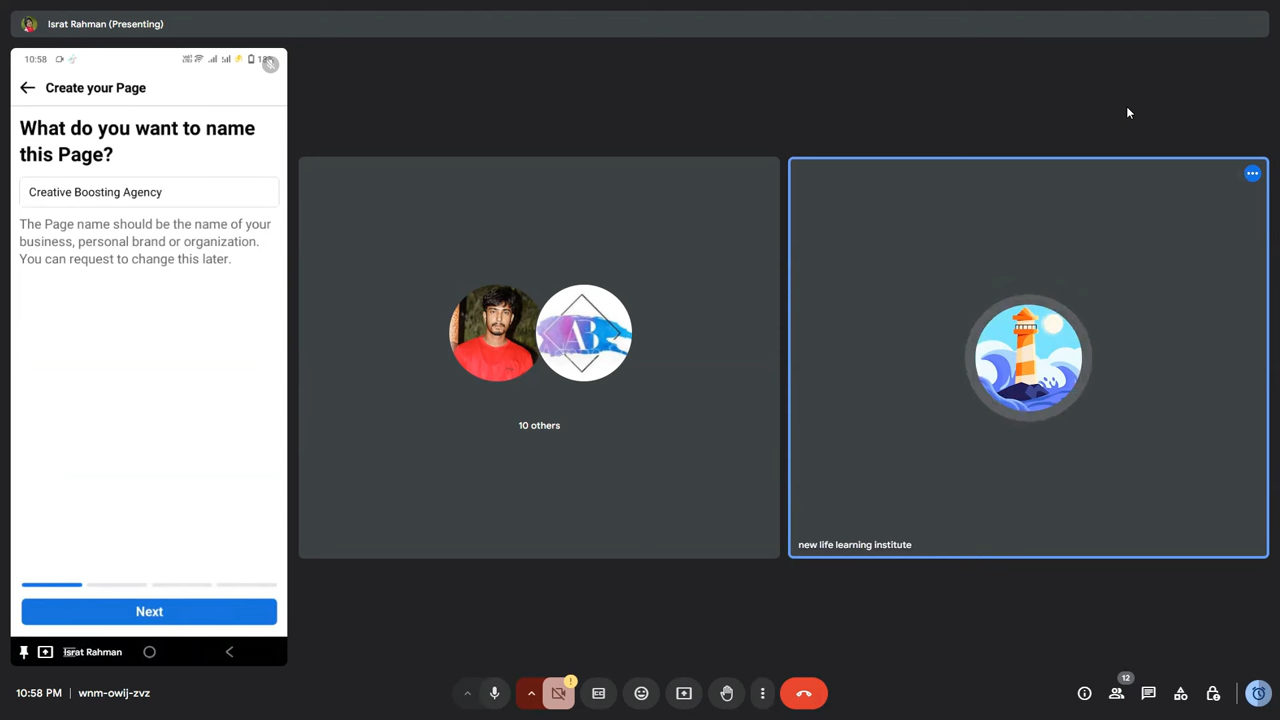 Israt Rahman (Presenting)
10:58
Create your Page
What do you want to name
this Page?
Creative Boosting Agency
The Page name should be the name of your
business, personal brand or organization.
You can request to change this later.
Next
Israt Rahman
10 others
new life learning institute
12
10:58 PM | wnm-owij-zvz